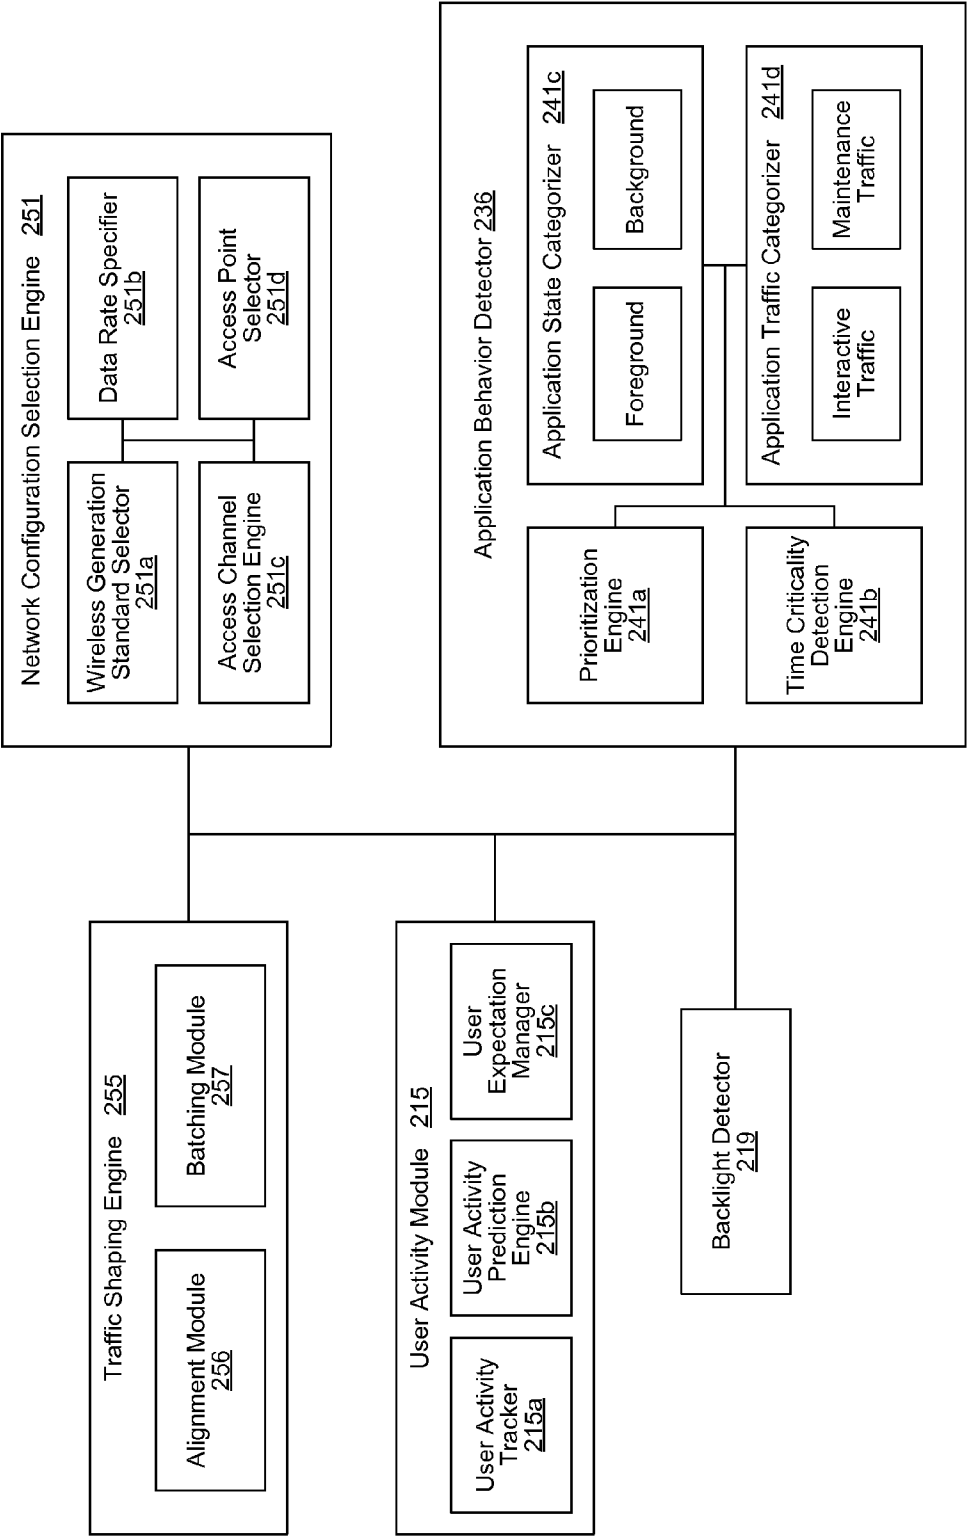 Traffic Shaping Engine 255
Alignment Module
256
Batching Module
257
Network Configuration Selection Engine 251
Wireless Generation
Standard Selector
251a
Data Rate Specifier
251b
Access Channel
Selection Engine
251c
Access Point
Selector
251d
User Activity Module 215
User Activity
Tracker
215a
User Activity
Prediction
Engine
215b
User
Expectation
Manager
215c
Application Behavior Detector 236
Prioritization
Engine
241a
Application State Categorizer 241c
Foreground
Background
Time Criticality
Detection
Engine
241b
Application Traffic Categorizer 241d
Interactive
Traffic
Maintenance
Traffic
Backlight Detector
219